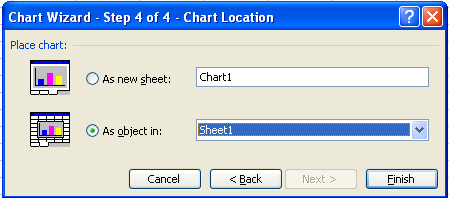 Chart Wizard - Step 4 of 4 - Chart Location
Place chart:
As new sheet: Chart1
As object in: Sheet1
Cancel < Back Next > Finish